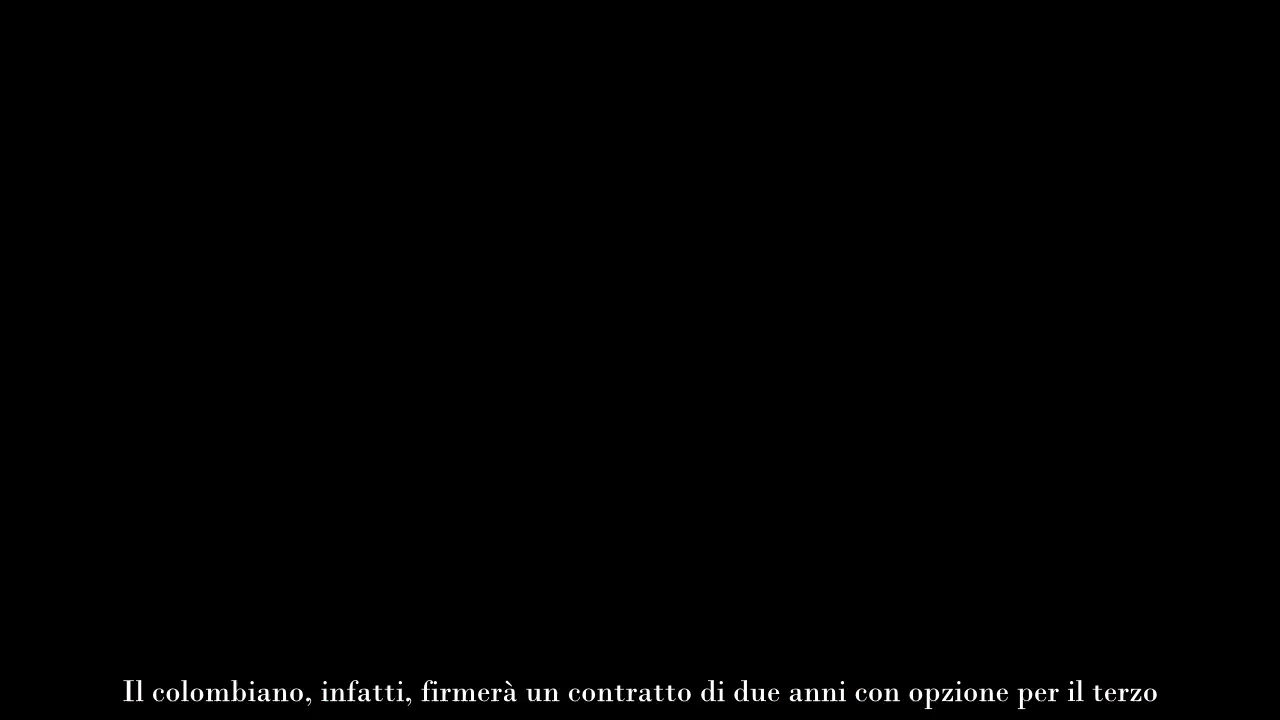 Il colombiano, infatti, firmerà un contratto di due anni con opzione per il terzo